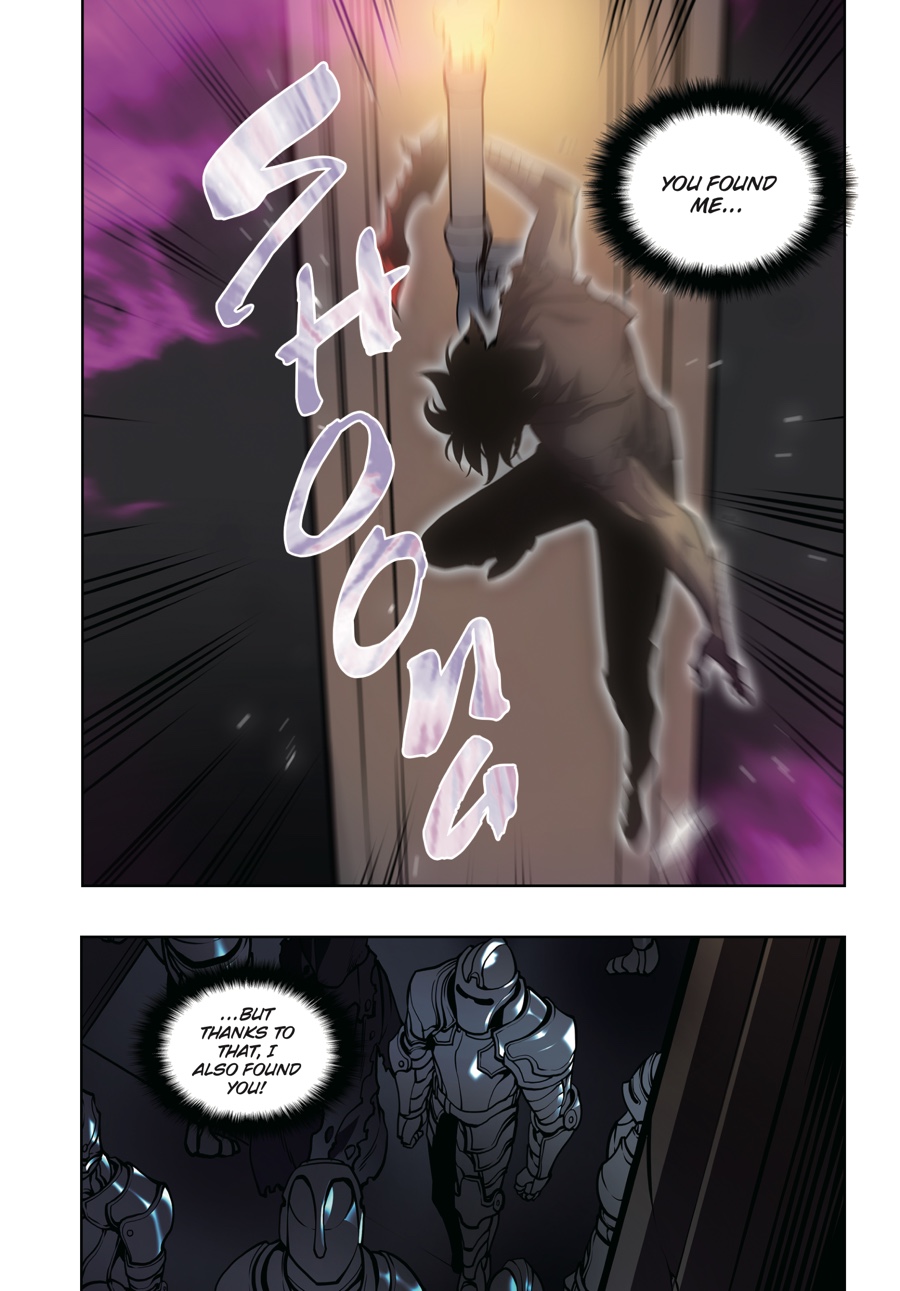 YOU FOUND
ME...
SHOONG
...BUT
THANKS TO
THAT, I
ALSO FOUND
YOU!